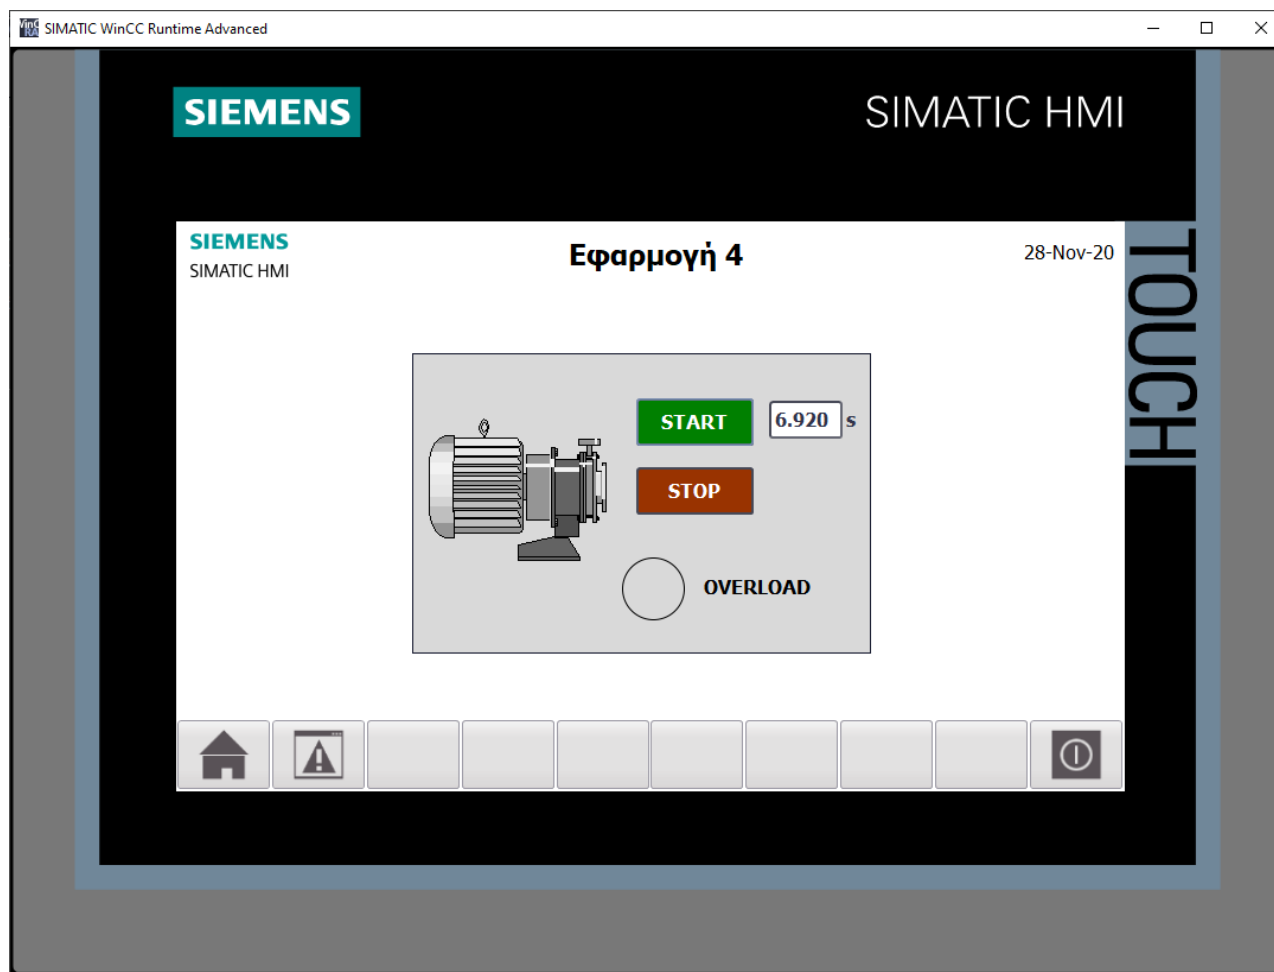 SIMATIC WinCC Runtime Advanced
SIEMENS
SIMATIC HMI
SIEMENS
SIMATIC HMI
Εφαρμογή 4
28-Nov-20
TOUCH
START
6.920 s
STOP
OVERLOAD